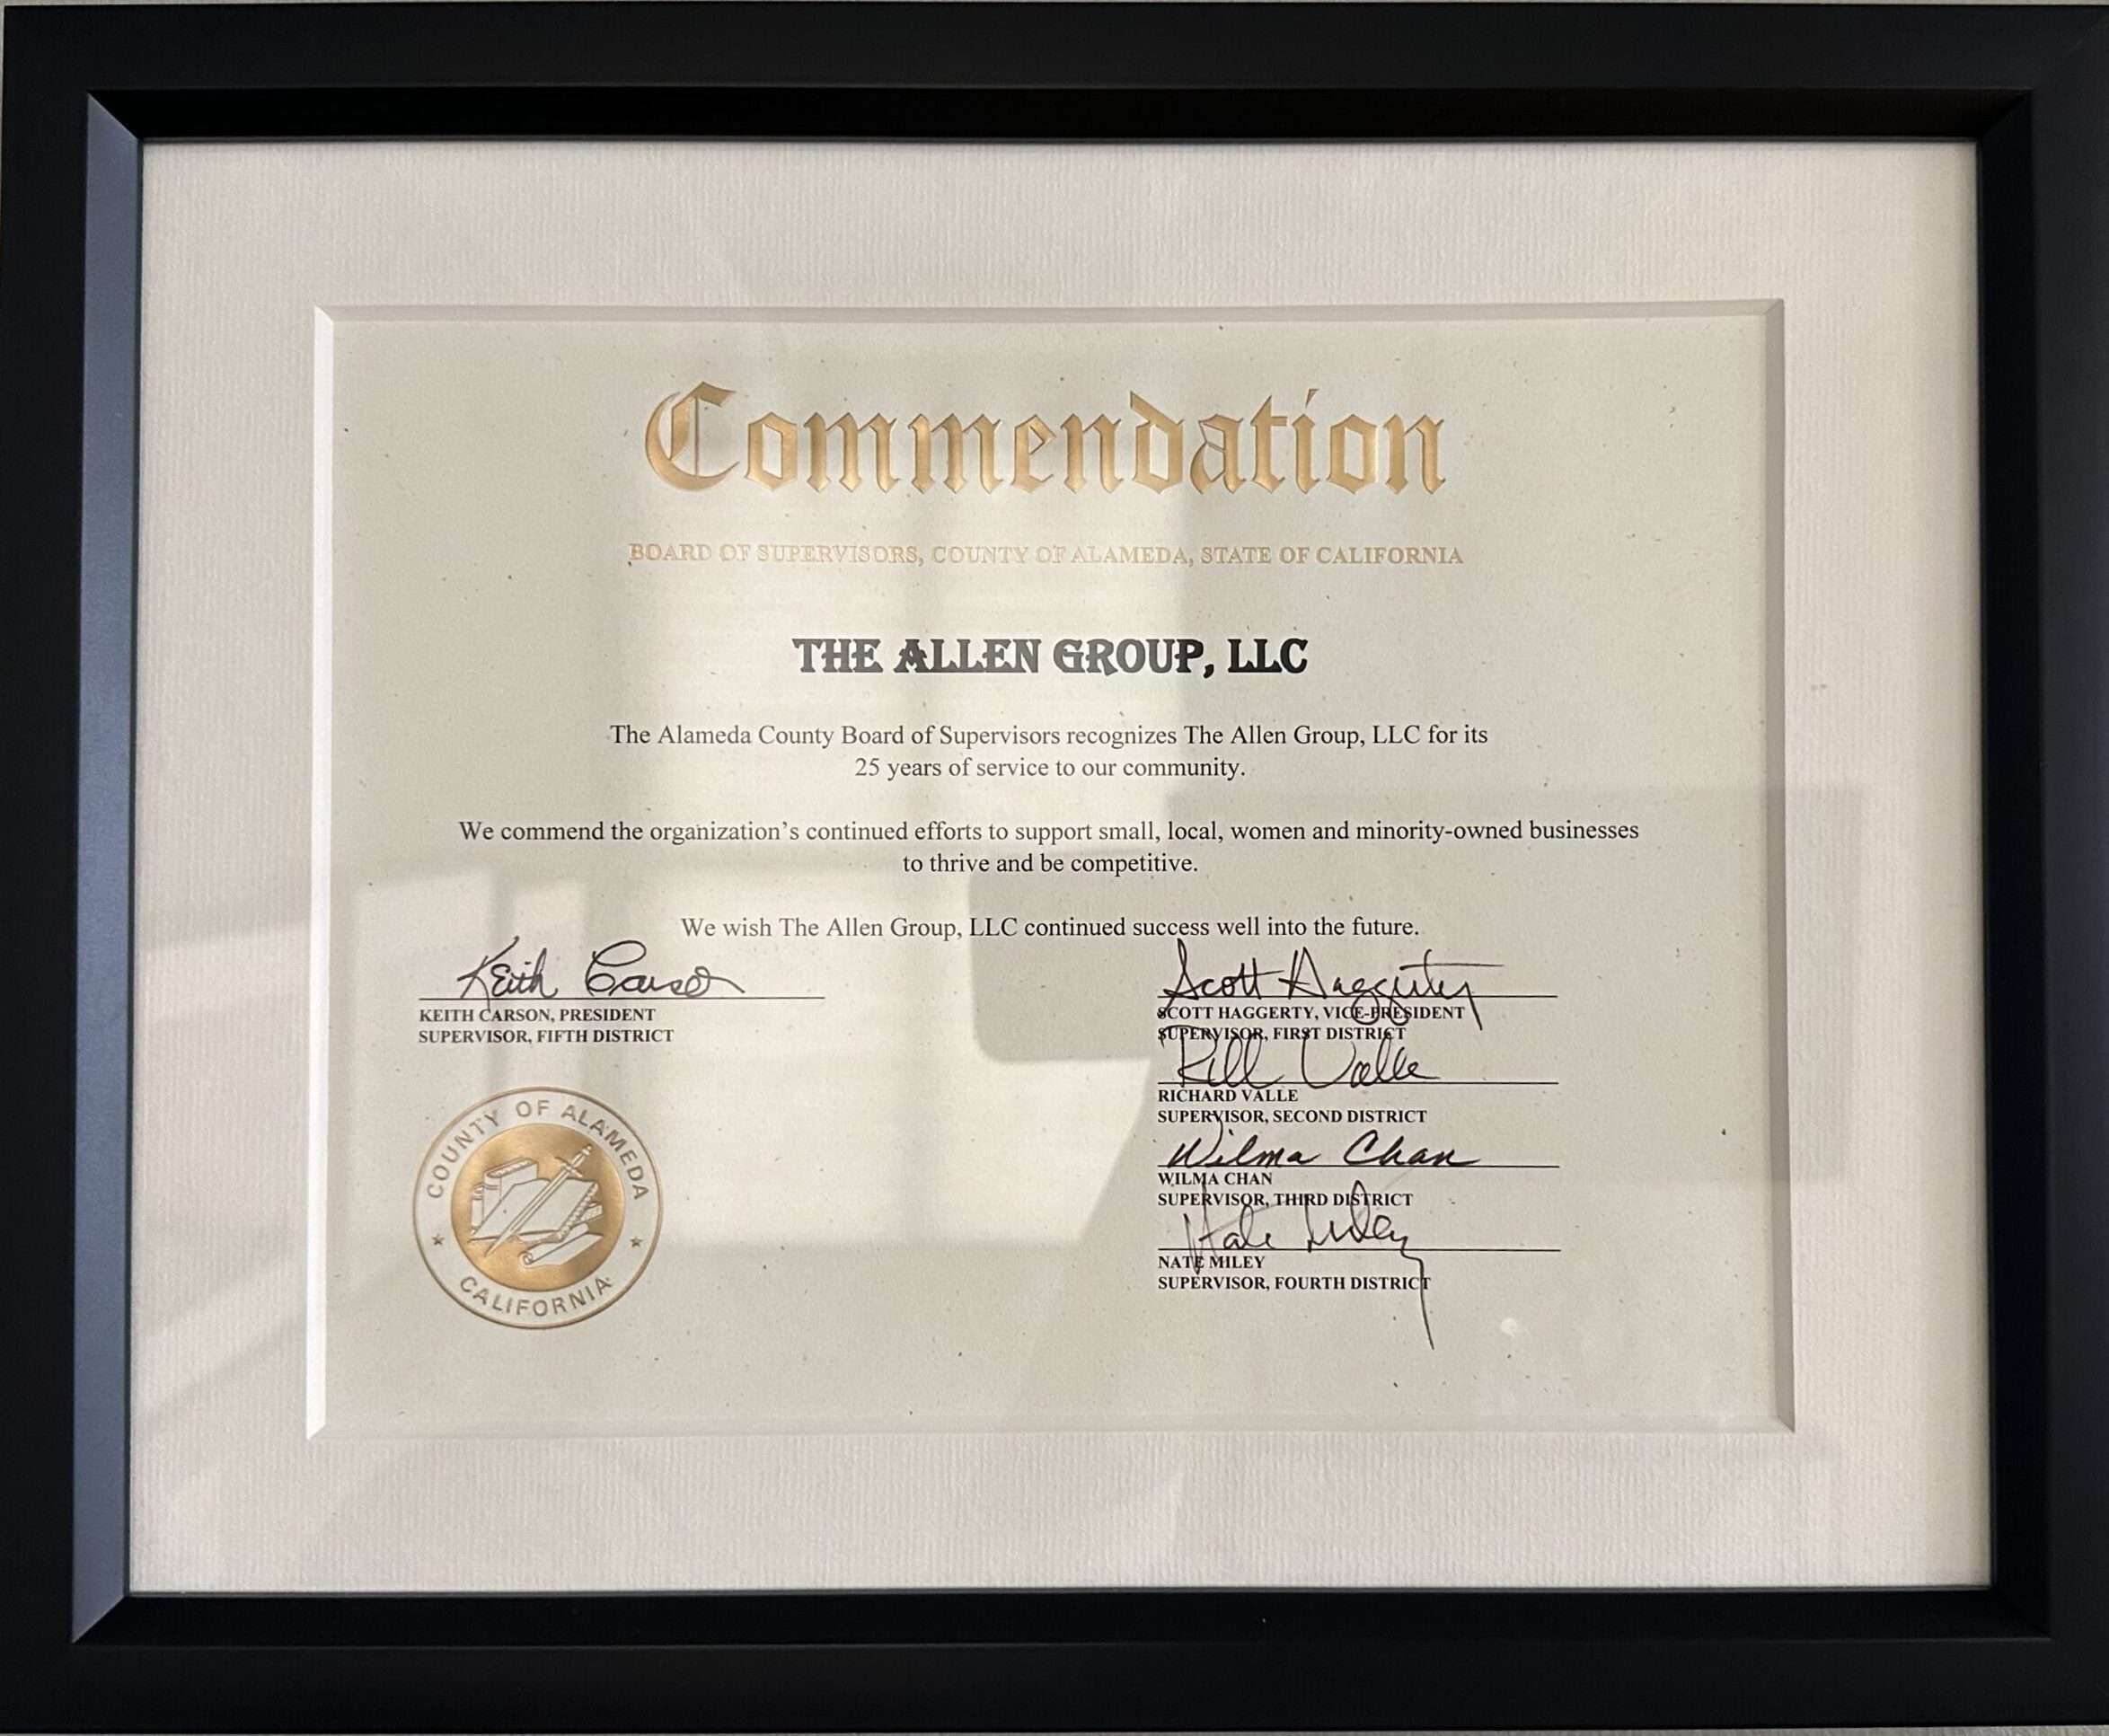 Commendation
BOARD OF SUPERVISORS, COUNTY OF ALAMEDA, STATE OF CALIFORNIA
THE ALLEN GROUP, LLC
The Alameda County Board of Supervisors recognizes The Allen Group, LLC for its
25 years of service to our community.
We commend the organization's continued efforts to support small, local, women and minority-owned businesses
to thrive and be competitive.
We wish The Allen Group, LLC continued success well into the future.
Keith Carson
KEITH CARSON, PRESIDENT
SUPERVISOR, FIFTH DISTRICT
COUNTY OF ALAMEDA
CALIFORNIA
Scott Haggerty
SCOTT HAGGERTY, VICE-PRESIDENT
SUPERVISOR, FIRST DISTRICT
Rill Valle
RICHARD VALLE
SUPERVISOR, SECOND DISTRICT
Wilma Chan
WILMA CHAN
SUPERVISOR, THIRD DISTRICT
Nate Miley
NATE MILEY
SUPERVISOR, FOURTH DISTRICT